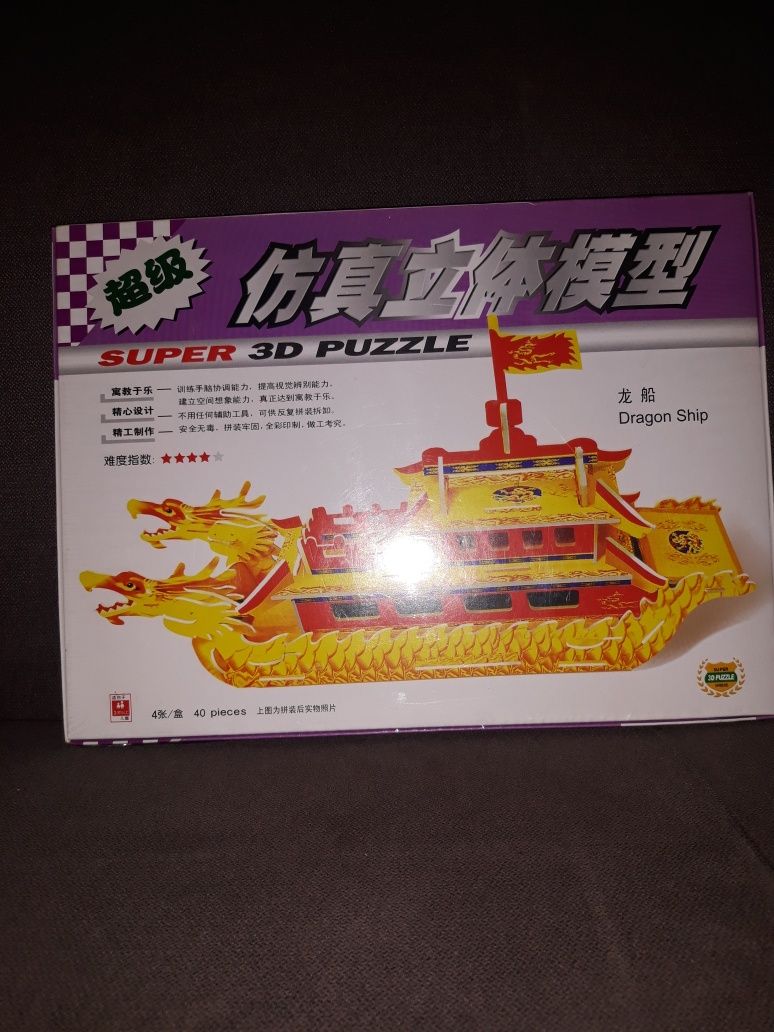 超级
仿真立体模型
SUPER 3D PUZZLE
寓教于乐 — 训练手脑协调能力，提高视觉辨别能力，
建立空间想象能力，真正达到寓教于乐。
精心设计 — 不用任何辅助工具，可供反复拼装拆卸。
精工制作 — 安全无毒，拼装牢固，全彩印制，做工考究。
难度指数: ★★★★☆
龙船
Dragon Ship
SUPER
3D PUZZLE
4张/盒 40 pieces 上图为拼装后实物照片